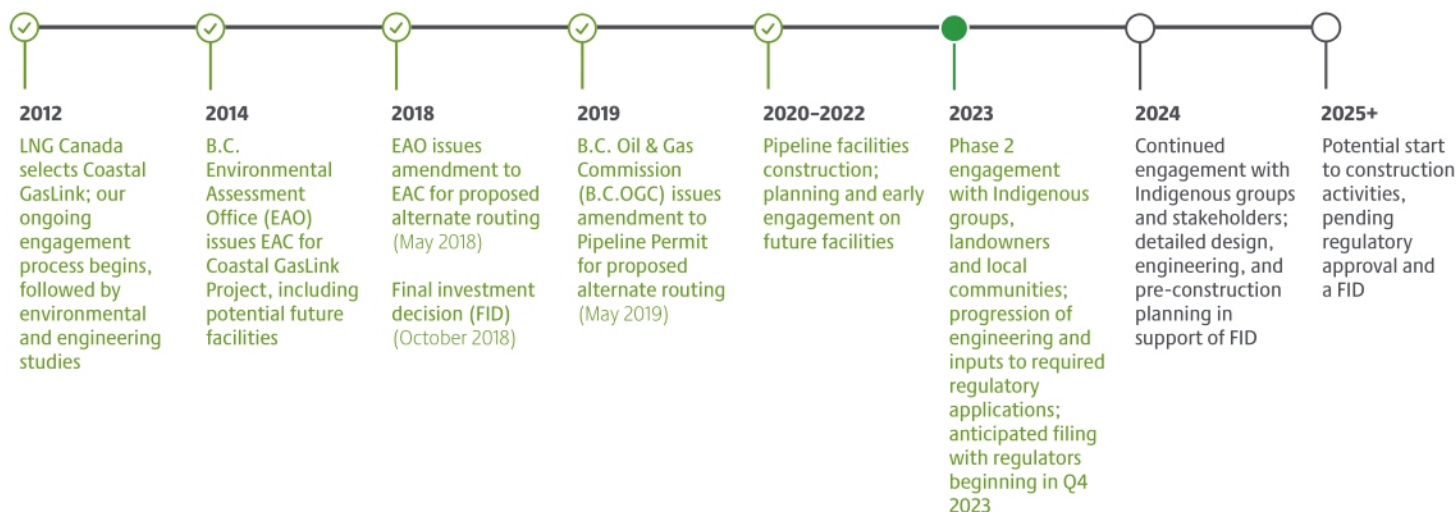 2012
LNG Canada
selects Coastal
GasLink; our
ongoing
engagement
process begins,
followed by
environmental
and engineering
studies
2014
B.C.
Environmental
Assessment
Office (EAO)
issues EAC for
Coastal GasLink
Project, including
potential future
facilities
2018
EAO issues
amendment to
EAC for proposed
alternate routing
(May 2018)
Final investment
decision (FID)
(October 2018)
2019
B.C. Oil & Gas
Commission
(B.C.OGC) issues
amendment to
Pipeline Permit
for proposed
alternate routing
(May 2019)
2020–2022
Pipeline facilities
construction;
planning and early
engagement on
future facilities
2023
Phase 2
engagement
with Indigenous
groups,
landowners
and local
communities;
progression of
engineering and
inputs to required
regulatory
applications;
anticipated filing
with regulators
beginning in Q4
2023
2024
Continued
engagement with
Indigenous groups
and stakeholders;
detailed design,
engineering, and
pre-construction
planning in
support of FID
2025+
Potential start
to construction
activities,
pending
regulatory
approval and
a FID